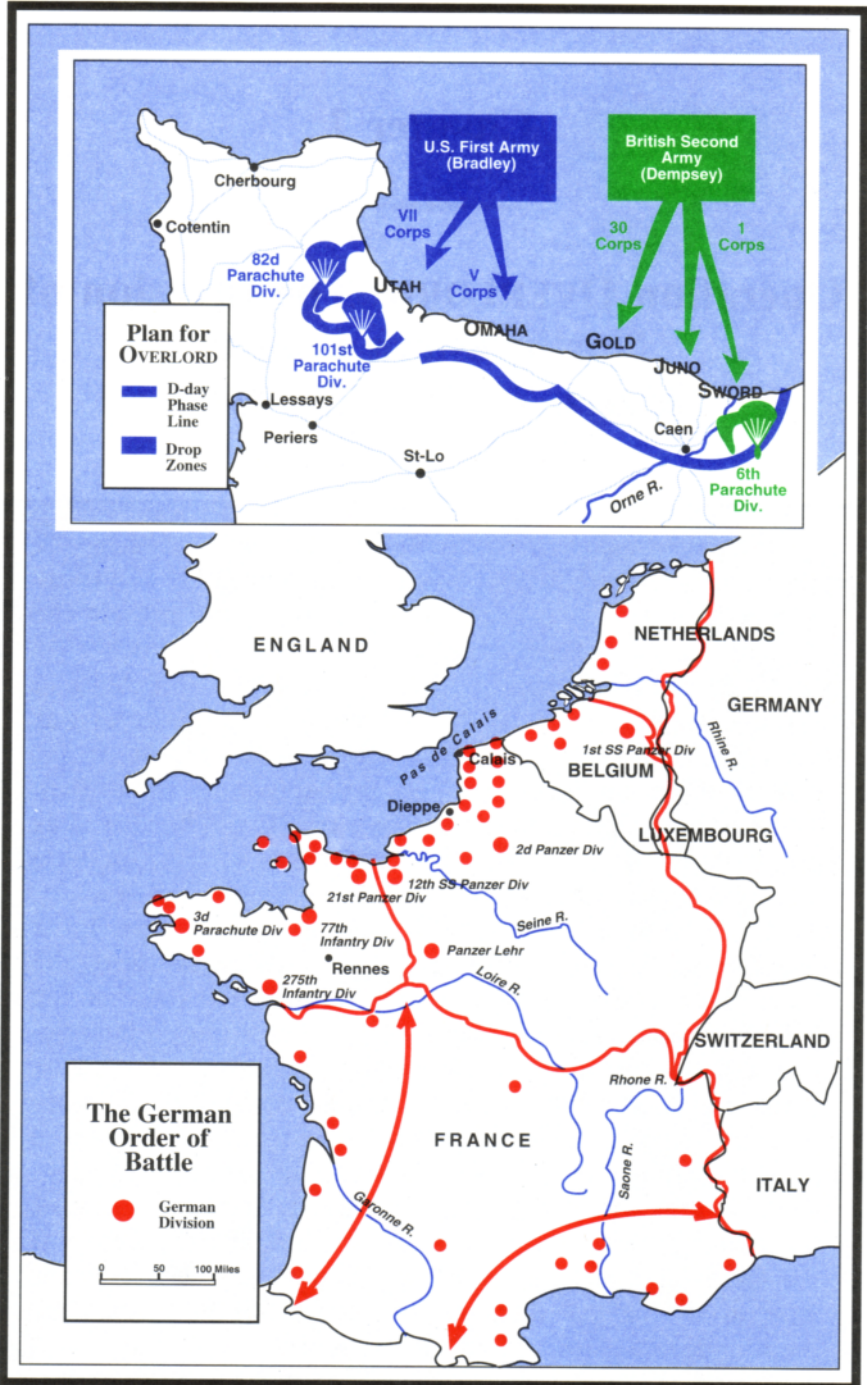 U.S. First Army
(Bradley)
British Second
Army
(Dempsey)
Cherbourg
Cotentin
VII
Corps
30
Corps
1
Corps
82d
Parachute
Div.
UTAH
V
Corps
OMAHA
GOLD
JUNO
SWORD
Plan for
OVERLORD
D-day
Phase
Line
Drop
Zones
101st
Parachute
Div.
Lessays
Periers
St-Lo
Caen
Orne R.
6th
Parachute
Div.
ENGLAND
NETHERLANDS
GERMANY
Rhine R.
Pas de Calais
Calais
1st SS Panzer Div
BELGIUM
Dieppe
LUXEMBOURG
2d Panzer Div
12th SS Panzer Div
21st Panzer Div
3d
Parachute Div
77th
Infantry Div
Seine R.
Panzer Lehr
Rennes
275th
Infantry Div
Loire R.
SWITZERLAND
Rhone R.
FRANCE
Saone R.
Garonne R.
ITALY
The German
Order of
Battle
German
Division
0 50 100 Miles